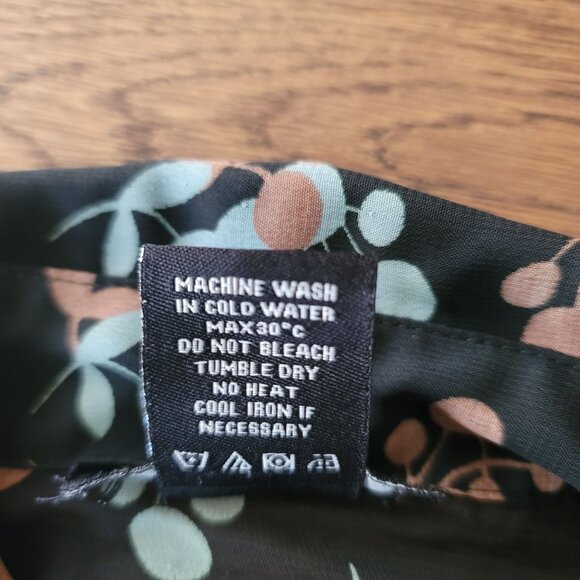 MACHINE WASH
IN COLD WATER
MAX30°C
DO NOT BLEACH
TUMBLE DRY
NO HEAT
COOL IRON IF
NECESSARY